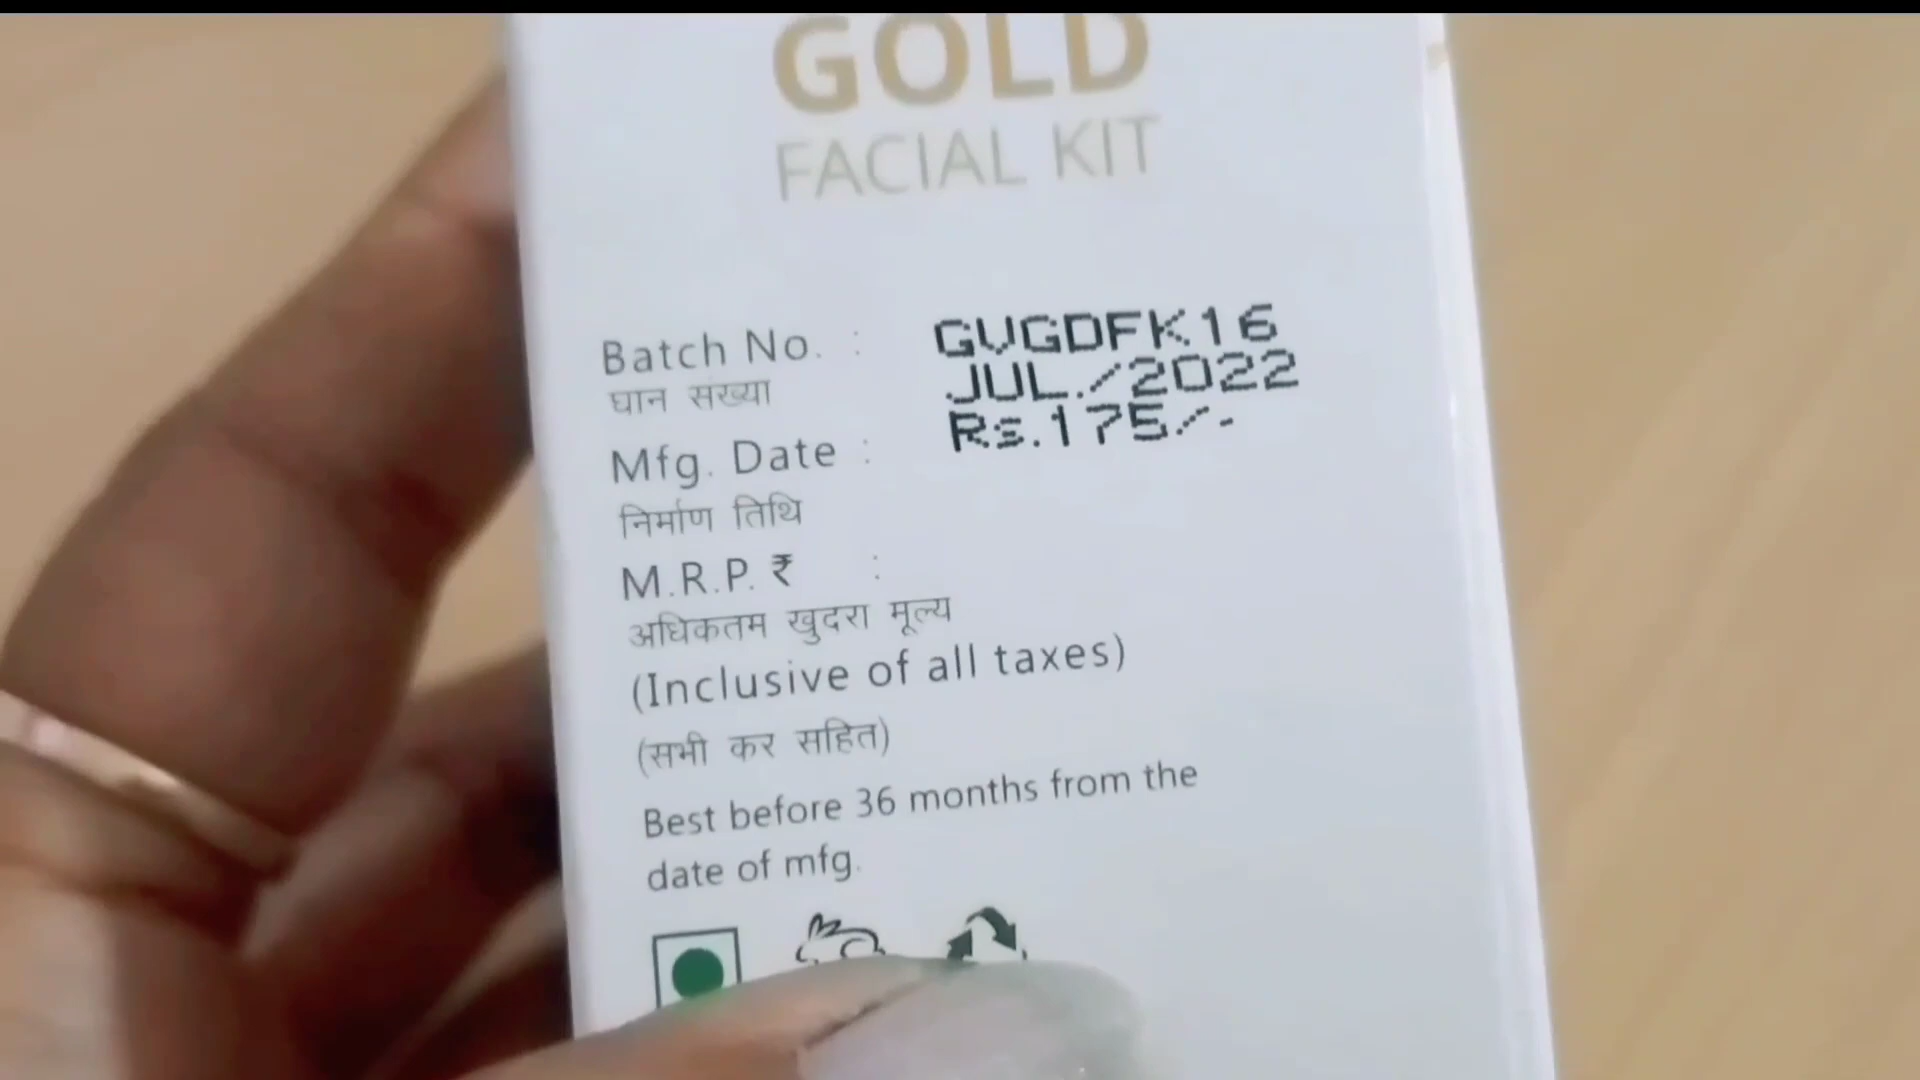 GOLD
FACIAL KIT
Batch No. : GVGDFK16
घान सख्या
JUL./2022
Mfg. Date :
Rs.175/-
निर्माण तिथि
M.R.P. ₹ :
अधिकतम खुदरा मूल्य
(Inclusive of all taxes)
(सभी कर सहित)
Best before 36 months from the
date of mfg.